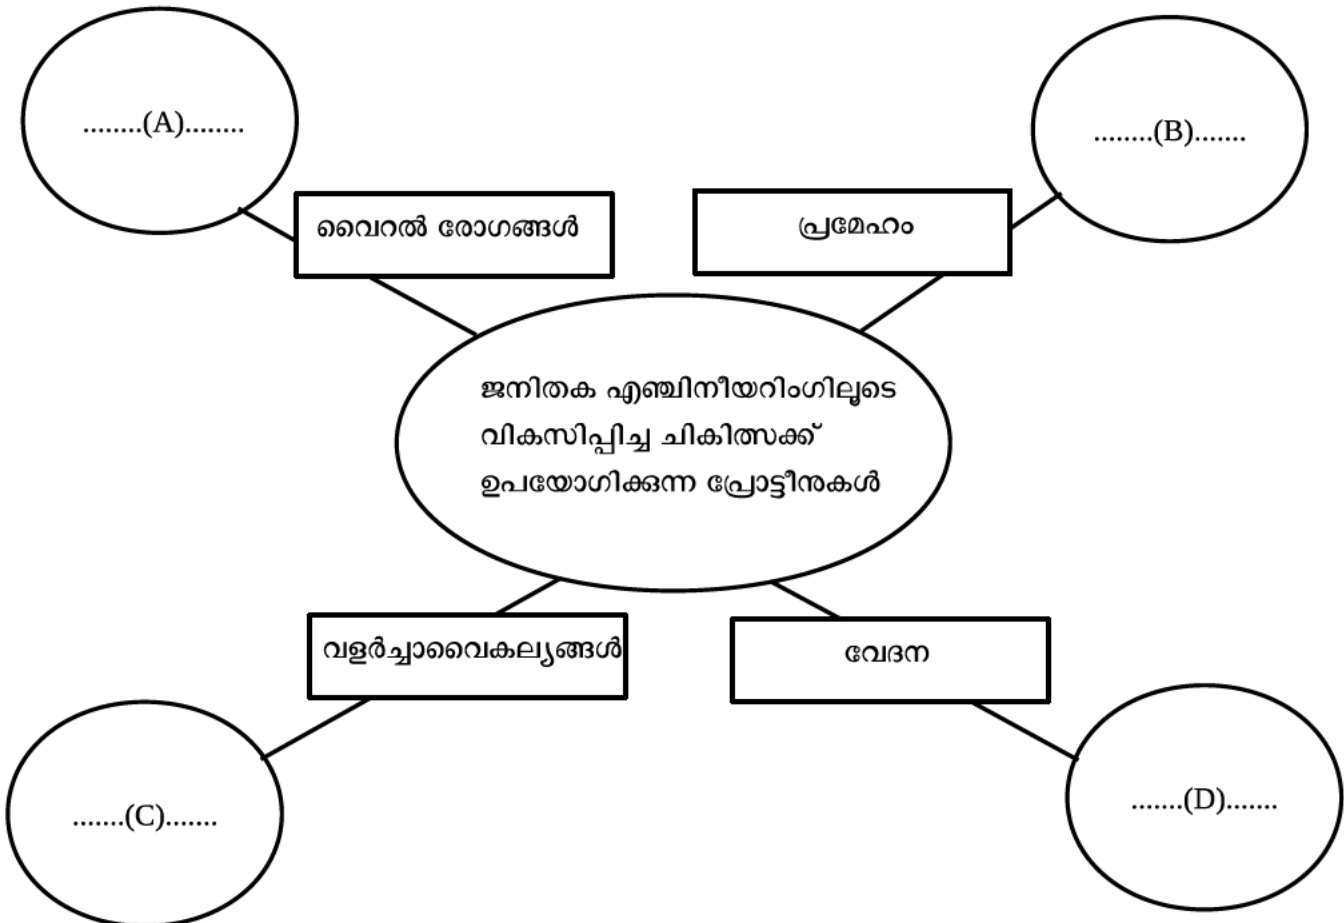 ........(A)........
........(B).......
വൈറൽ രോഗങ്ങൾ
പ്രമേഹം
ജനിതക എഞ്ചിനീയറിംഗിലൂടെ
വികസിപ്പിച്ച ചികിത്സക്ക്
ഉപയോഗിക്കുന്ന പ്രോട്ടീനുകൾ
വളർച്ചാവൈകല്യങ്ങൾ
വേദന
.......(C).......
.......(D).......